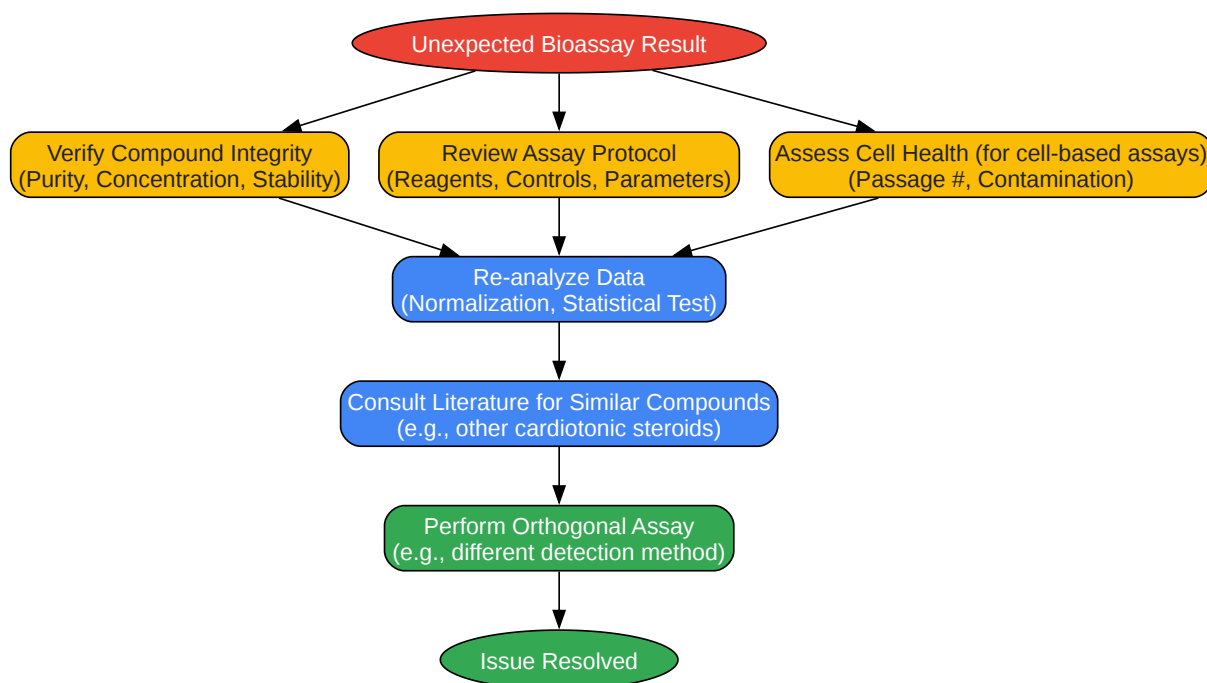 Unexpected Bioassay Result
Verify Compound Integrity
(Purity, Concentration, Stability)
Review Assay Protocol
(Reagents, Controls, Parameters)
Assess Cell Health (for cell-based assays)
(Passage #, Contamination)
Re-analyze Data
(Normalization, Statistical Test)
Consult Literature for Similar Compounds
(e.g., other cardiotonic steroids)
Perform Orthogonal Assay
(e.g., different detection method)
Issue Resolved